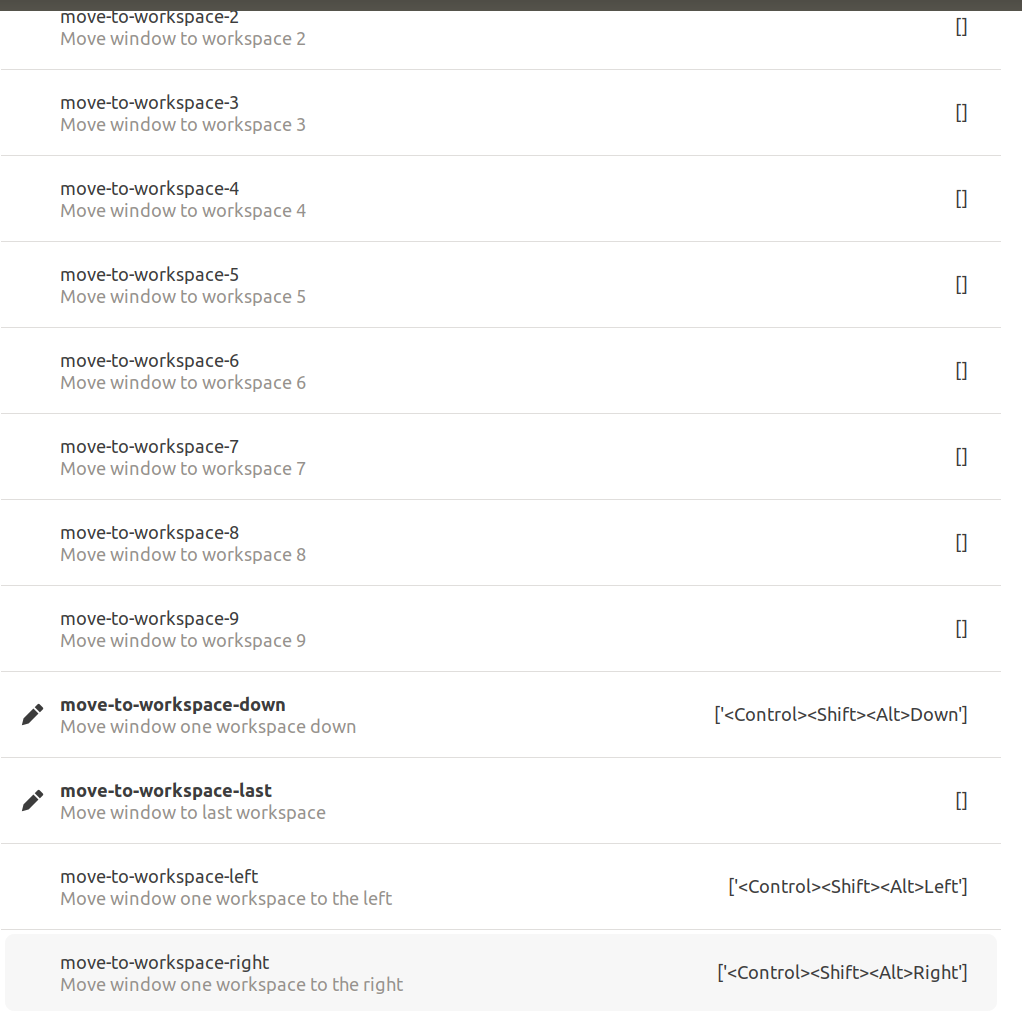 move-to-workspace-2
Move window to workspace 2
[]
move-to-workspace-3
Move window to workspace 3
[]
move-to-workspace-4
Move window to workspace 4
[]
move-to-workspace-5
Move window to workspace 5
[]
move-to-workspace-6
Move window to workspace 6
[]
move-to-workspace-7
Move window to workspace 7
[]
move-to-workspace-8
Move window to workspace 8
[]
move-to-workspace-9
Move window to workspace 9
[]
move-to-workspace-down
Move window one workspace down
['<Control><Shift><Alt>Down']
move-to-workspace-last
Move window to last workspace
[]
move-to-workspace-left
Move window one workspace to the left
['<Control><Shift><Alt>Left']
move-to-workspace-right
Move window one workspace to the right
['<Control><Shift><Alt>Right']